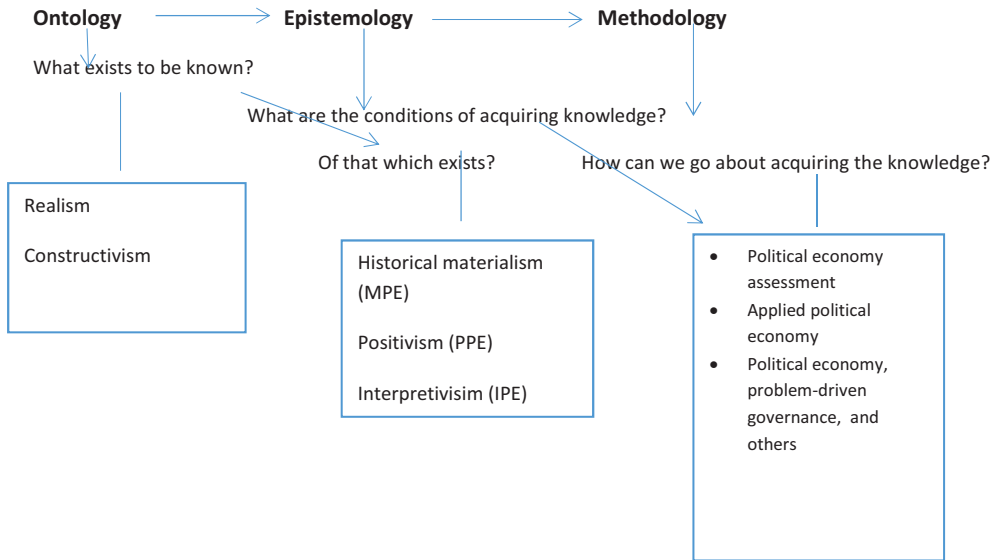 Ontology
Epistemology
Methodology
What exists to be known?
What are the conditions of acquiring knowledge?
Of that which exists?
How can we go about acquiring the knowledge?
Realism
Constructivism
Historical materialism
(MPE)
Positivism (PPE)
Interpretivisim (IPE)
• Political economy
assessment
• Applied political
economy
• Political economy,
problem-driven
governance, and
others